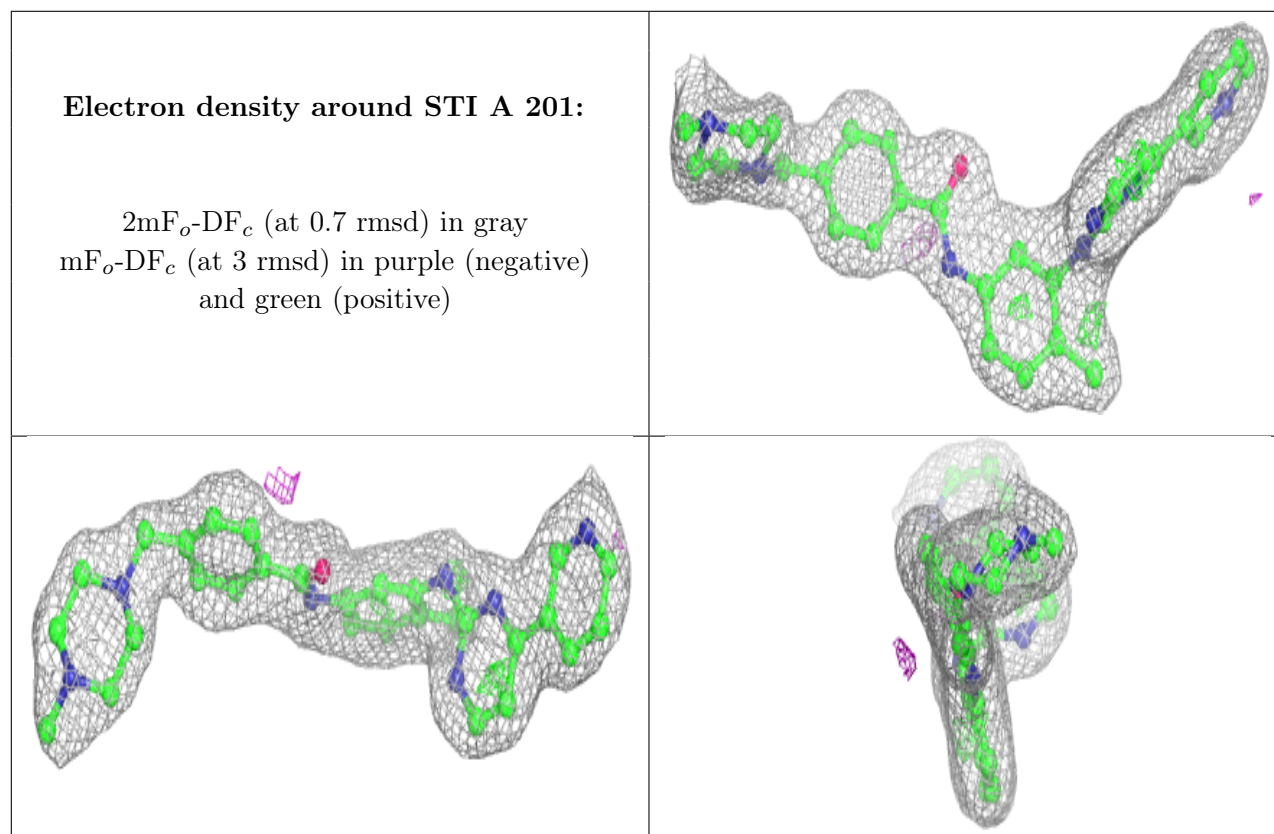 Electron density around STI A 201:
2mFₒ-DF𝒸 (at 0.7 rmsd) in gray
mFₒ-DF𝒸 (at 3 rmsd) in purple (negative)
and green (positive)